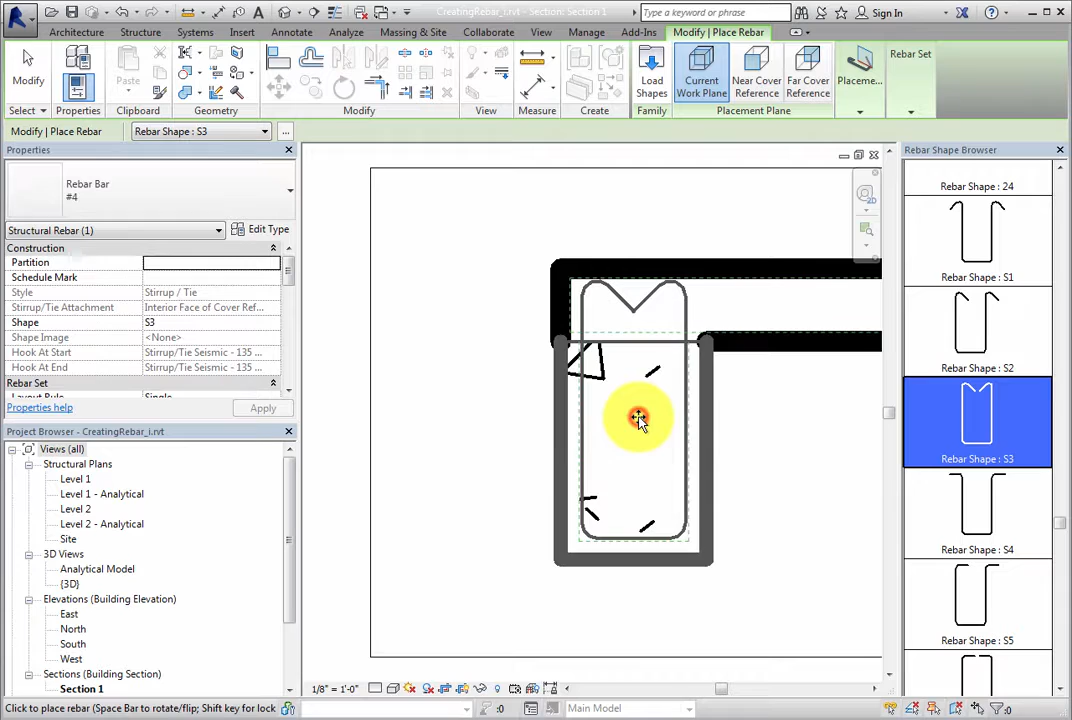 CreatingRebar_i.rvt - Section: Section 1
Type a keyword or phrase
Sign In
Architecture
Structure
Systems
Insert
Annotate
Analyze
Massing & Site
Collaborate
View
Manage
Add-Ins
Modify | Place Rebar
Modify
Properties
Paste
Load
Shapes
Current
Work Plane
Near Cover
Reference
Far Cover
Reference
Placeme...
Rebar Set
Select
Properties
Clipboard
Geometry
Modify
View
Measure
Create
Family
Placement Plane
Modify | Place Rebar
Rebar Shape : S3
...
Properties
Rebar Bar
#4
Structural Rebar (1)
Edit Type
Construction
Partition
Schedule Mark
Style
Stirrup / Tie
Stirrup/Tie Attachment
Interior Face of Cover Ref...
Shape
S3
Shape Image
<None>
Hook At Start
Stirrup/Tie Seismic - 135 ...
Hook At End
Stirrup/Tie Seismic - 135 ...
Rebar Set
Layout Rule
Single
Properties help
Apply
Project Browser - CreatingRebar_i.rvt
Views (all)
Structural Plans
Level 1
Level 1 - Analytical
Level 2
Level 2 - Analytical
Site
3D Views
Analytical Model
{3D}
Elevations (Building Elevation)
East
North
South
West
Sections (Building Section)
Section 1
Rebar Shape Browser
Rebar Shape : 24
Rebar Shape : S1
Rebar Shape : S2
Rebar Shape : S3
Rebar Shape : S4
Rebar Shape : S5
1/8" = 1'-0"
Click to place rebar (Space Bar to rotate/flip; Shift key for lock
:0
Main Model
:0